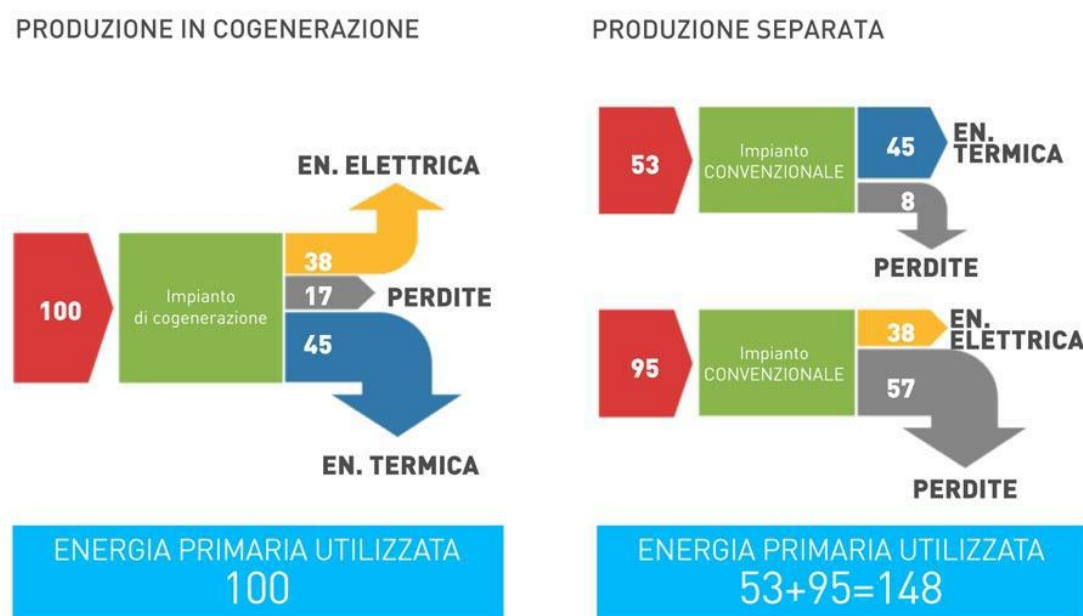 PRODUZIONE IN COGENERAZIONE
EN. ELETTRICA
38
17
PERDITE
100
Impianto
di cogenerazione
45
EN. TERMICA
ENERGIA PRIMARIA UTILIZZATA
100
PRODUZIONE SEPARATA
53
Impianto
CONVENZIONALE
45
EN.
TERMICA
8
PERDITE
95
Impianto
CONVENZIONALE
38
EN.
ELETTRICA
57
PERDITE
ENERGIA PRIMARIA UTILIZZATA
53+95=148